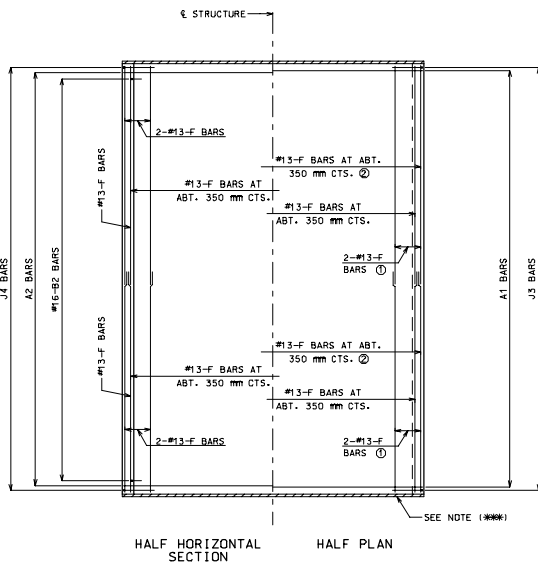 ℄ STRUCTURE
2-#13-F BARS
#13-F BARS AT ABT.
350 mm CTS. ②
#13-F BARS
#13-F BARS AT
ABT. 350 mm CTS.
#13-F BARS AT
ABT. 350 mm CTS.
2-#13-F
BARS ①
J4 BARS
A2 BARS
#16-B2 BARS
A1 BARS
J3 BARS
#13-F BARS
#13-F BARS AT ABT.
350 mm CTS. ②
#13-F BARS AT
ABT. 350 mm CTS.
#13-F BARS AT
ABT. 350 mm CTS.
2-#13-F BARS
2-#13-F
BARS ①
SEE NOTE (***)
HALF HORIZONTAL
SECTION
HALF PLAN